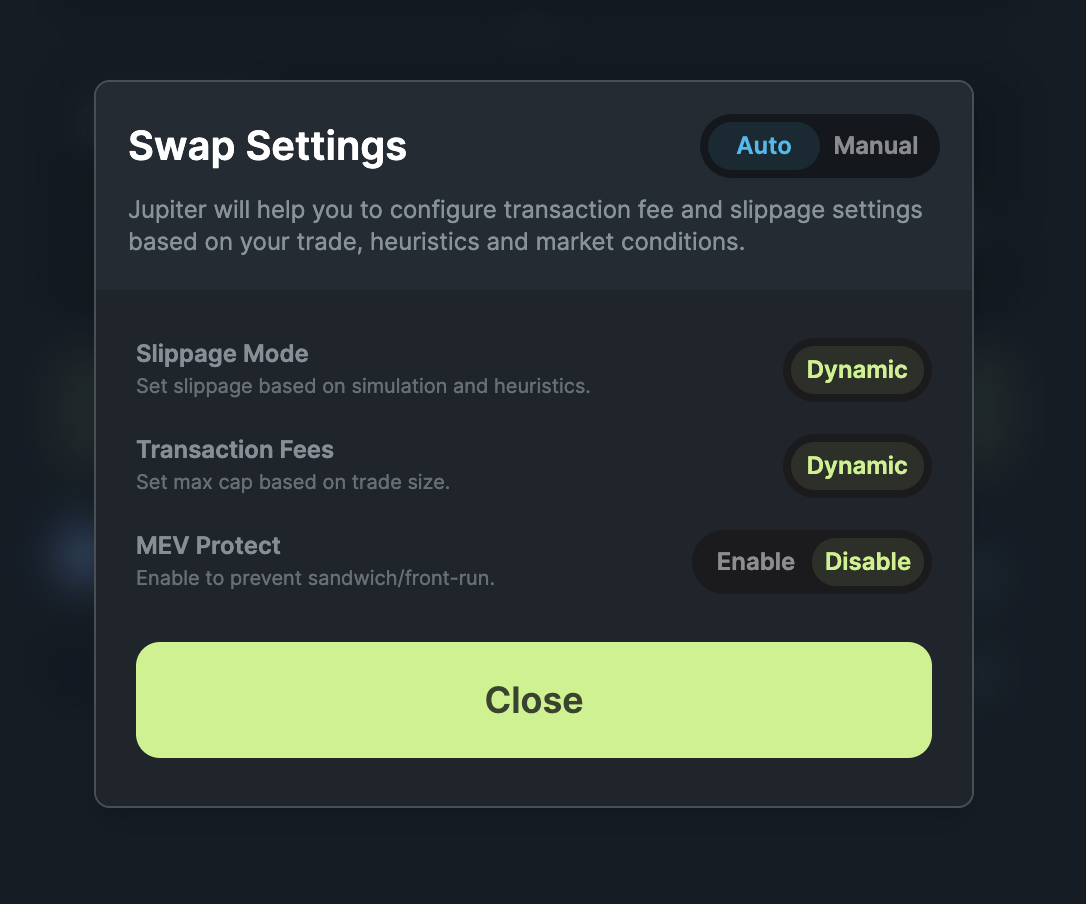 Swap Settings
Auto Manual
Jupiter will help you to configure transaction fee and slippage settings
based on your trade, heuristics and market conditions.
Slippage Mode
Set slippage based on simulation and heuristics.
Dynamic
Transaction Fees
Set max cap based on trade size.
Dynamic
MEV Protect
Enable to prevent sandwich/front-run.
Enable Disable
Close